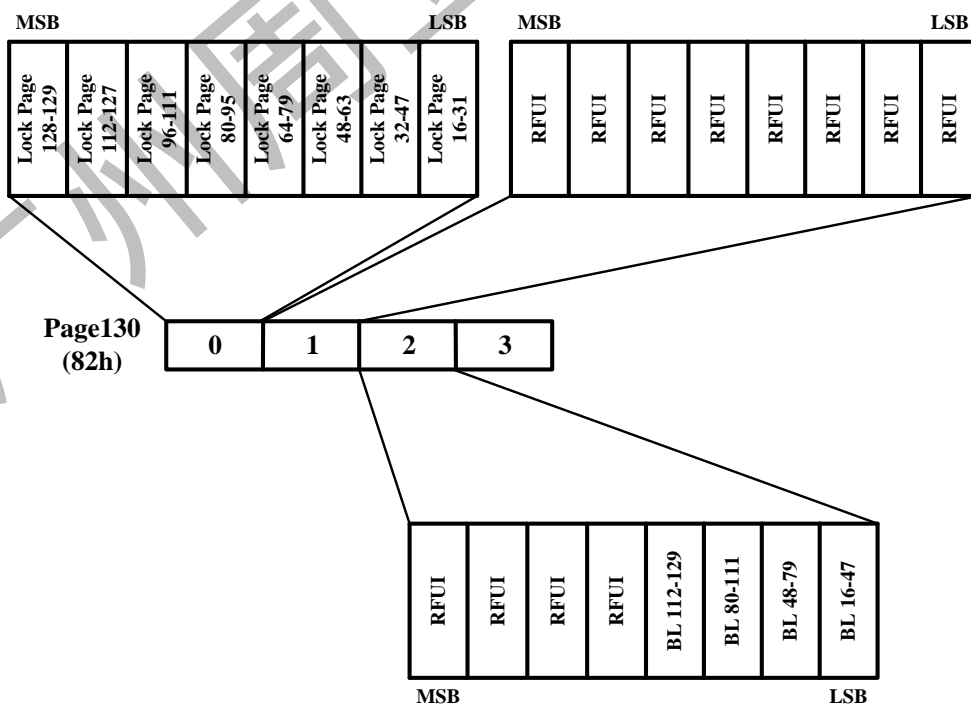 MSB LSB MSB LSB
Lock Page 128-129
Lock Page 112-127
Lock Page 96-111
Lock Page 80-95
Lock Page 64-79
Lock Page 48-63
Lock Page 32-47
Lock Page 16-31
RFUI
RFUI
RFUI
RFUI
RFUI
RFUI
RFUI
RFUI
Page130
(82h)
0 1 2 3
RFUI
RFUI
RFUI
RFUI
BL 112-129
BL 80-111
BL 48-79
BL 16-47
MSB LSB
州周